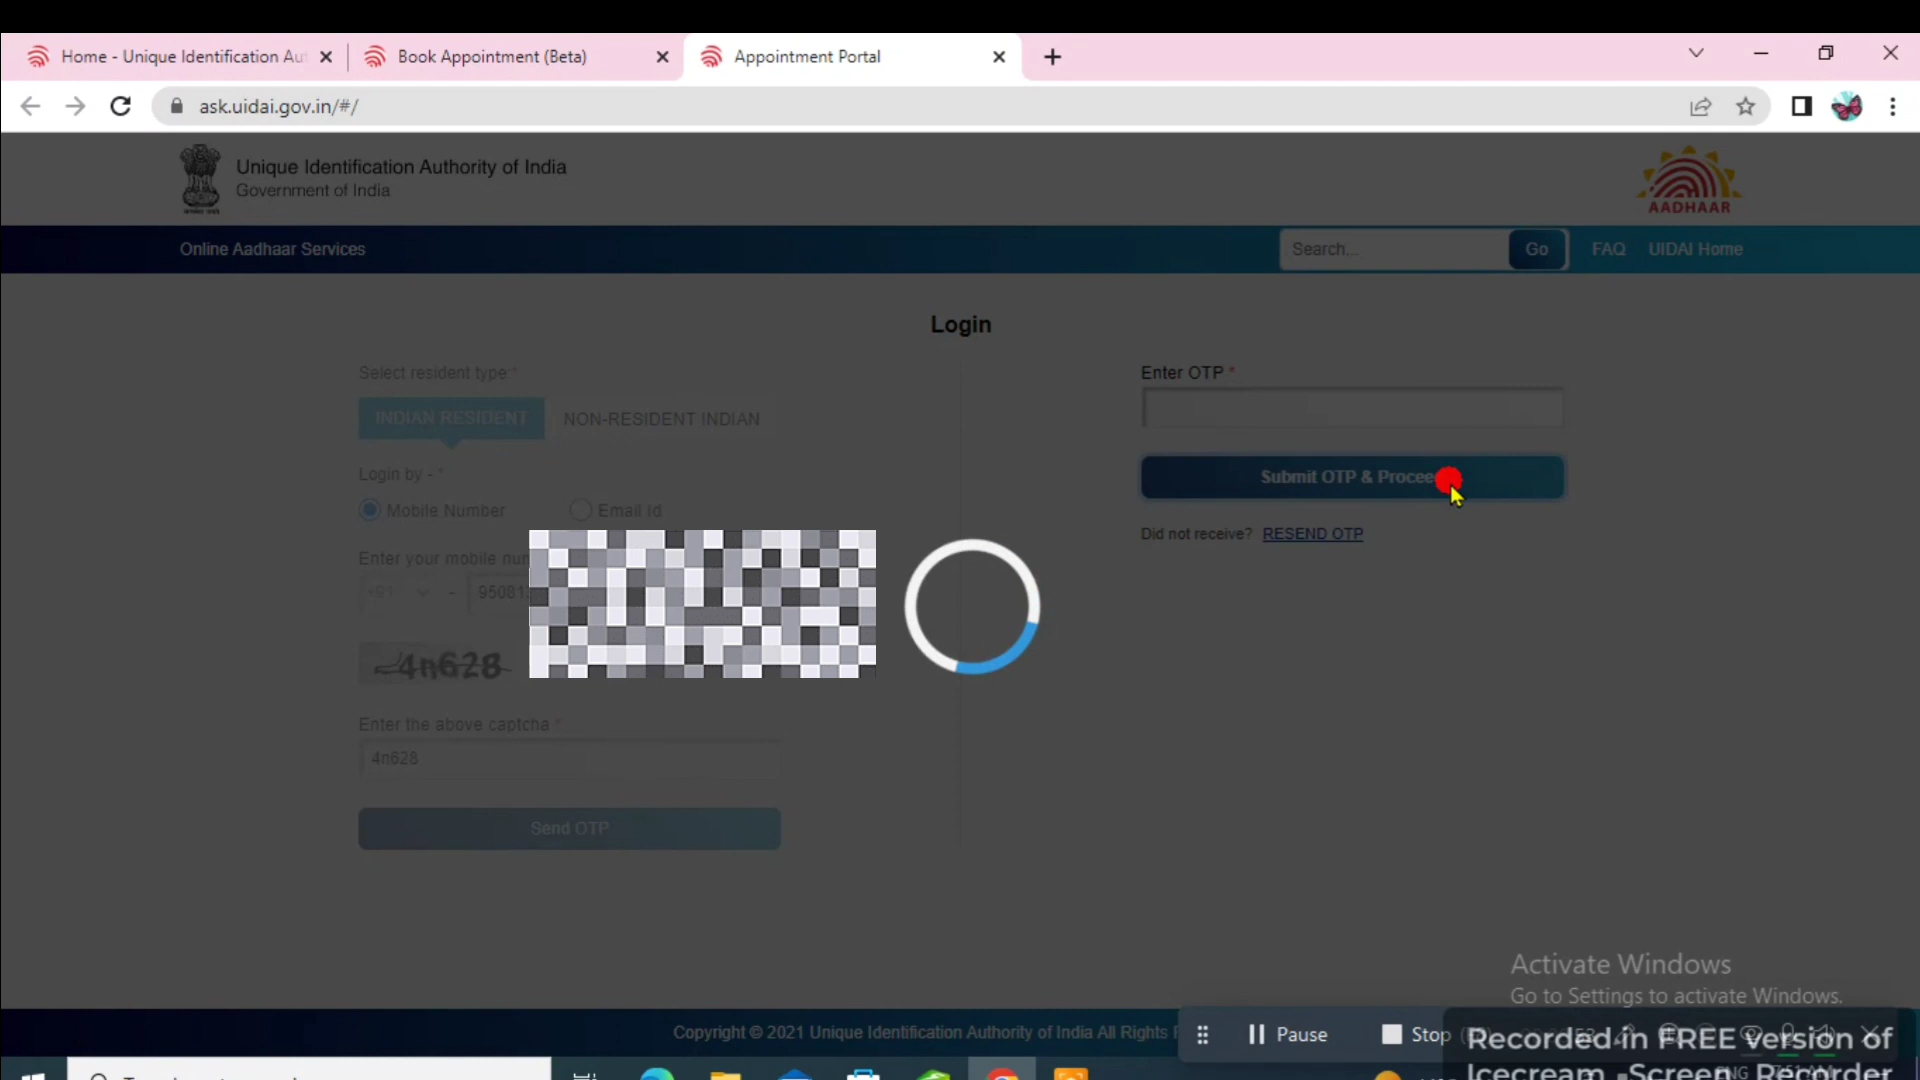 Home - Unique Identification Au
Book Appointment (Beta)
Appointment Portal
ask.uidai.gov.in/#/
Unique Identification Authority of India
Government of India
AADHAAR
Online Aadhaar Services
Search...
Go
FAQ
UIDAI Home
Login
Select resident type *
INDIAN RESIDENT
NON-RESIDENT INDIAN
Login by - *
Mobile Number
Email Id
Enter your mobile num
+91
-
95081
4n628
Enter the above captcha *
4n628
Send OTP
Enter OTP *
Submit OTP & Procee
Did not receive? RESEND OTP
Activate Windows
Go to Settings to activate Windows.
Copyright © 2021 Unique Identification Authority of India All Rights
Pause
Stop
Recorded in FREE version of
Icecream Screen Recorder
ENG